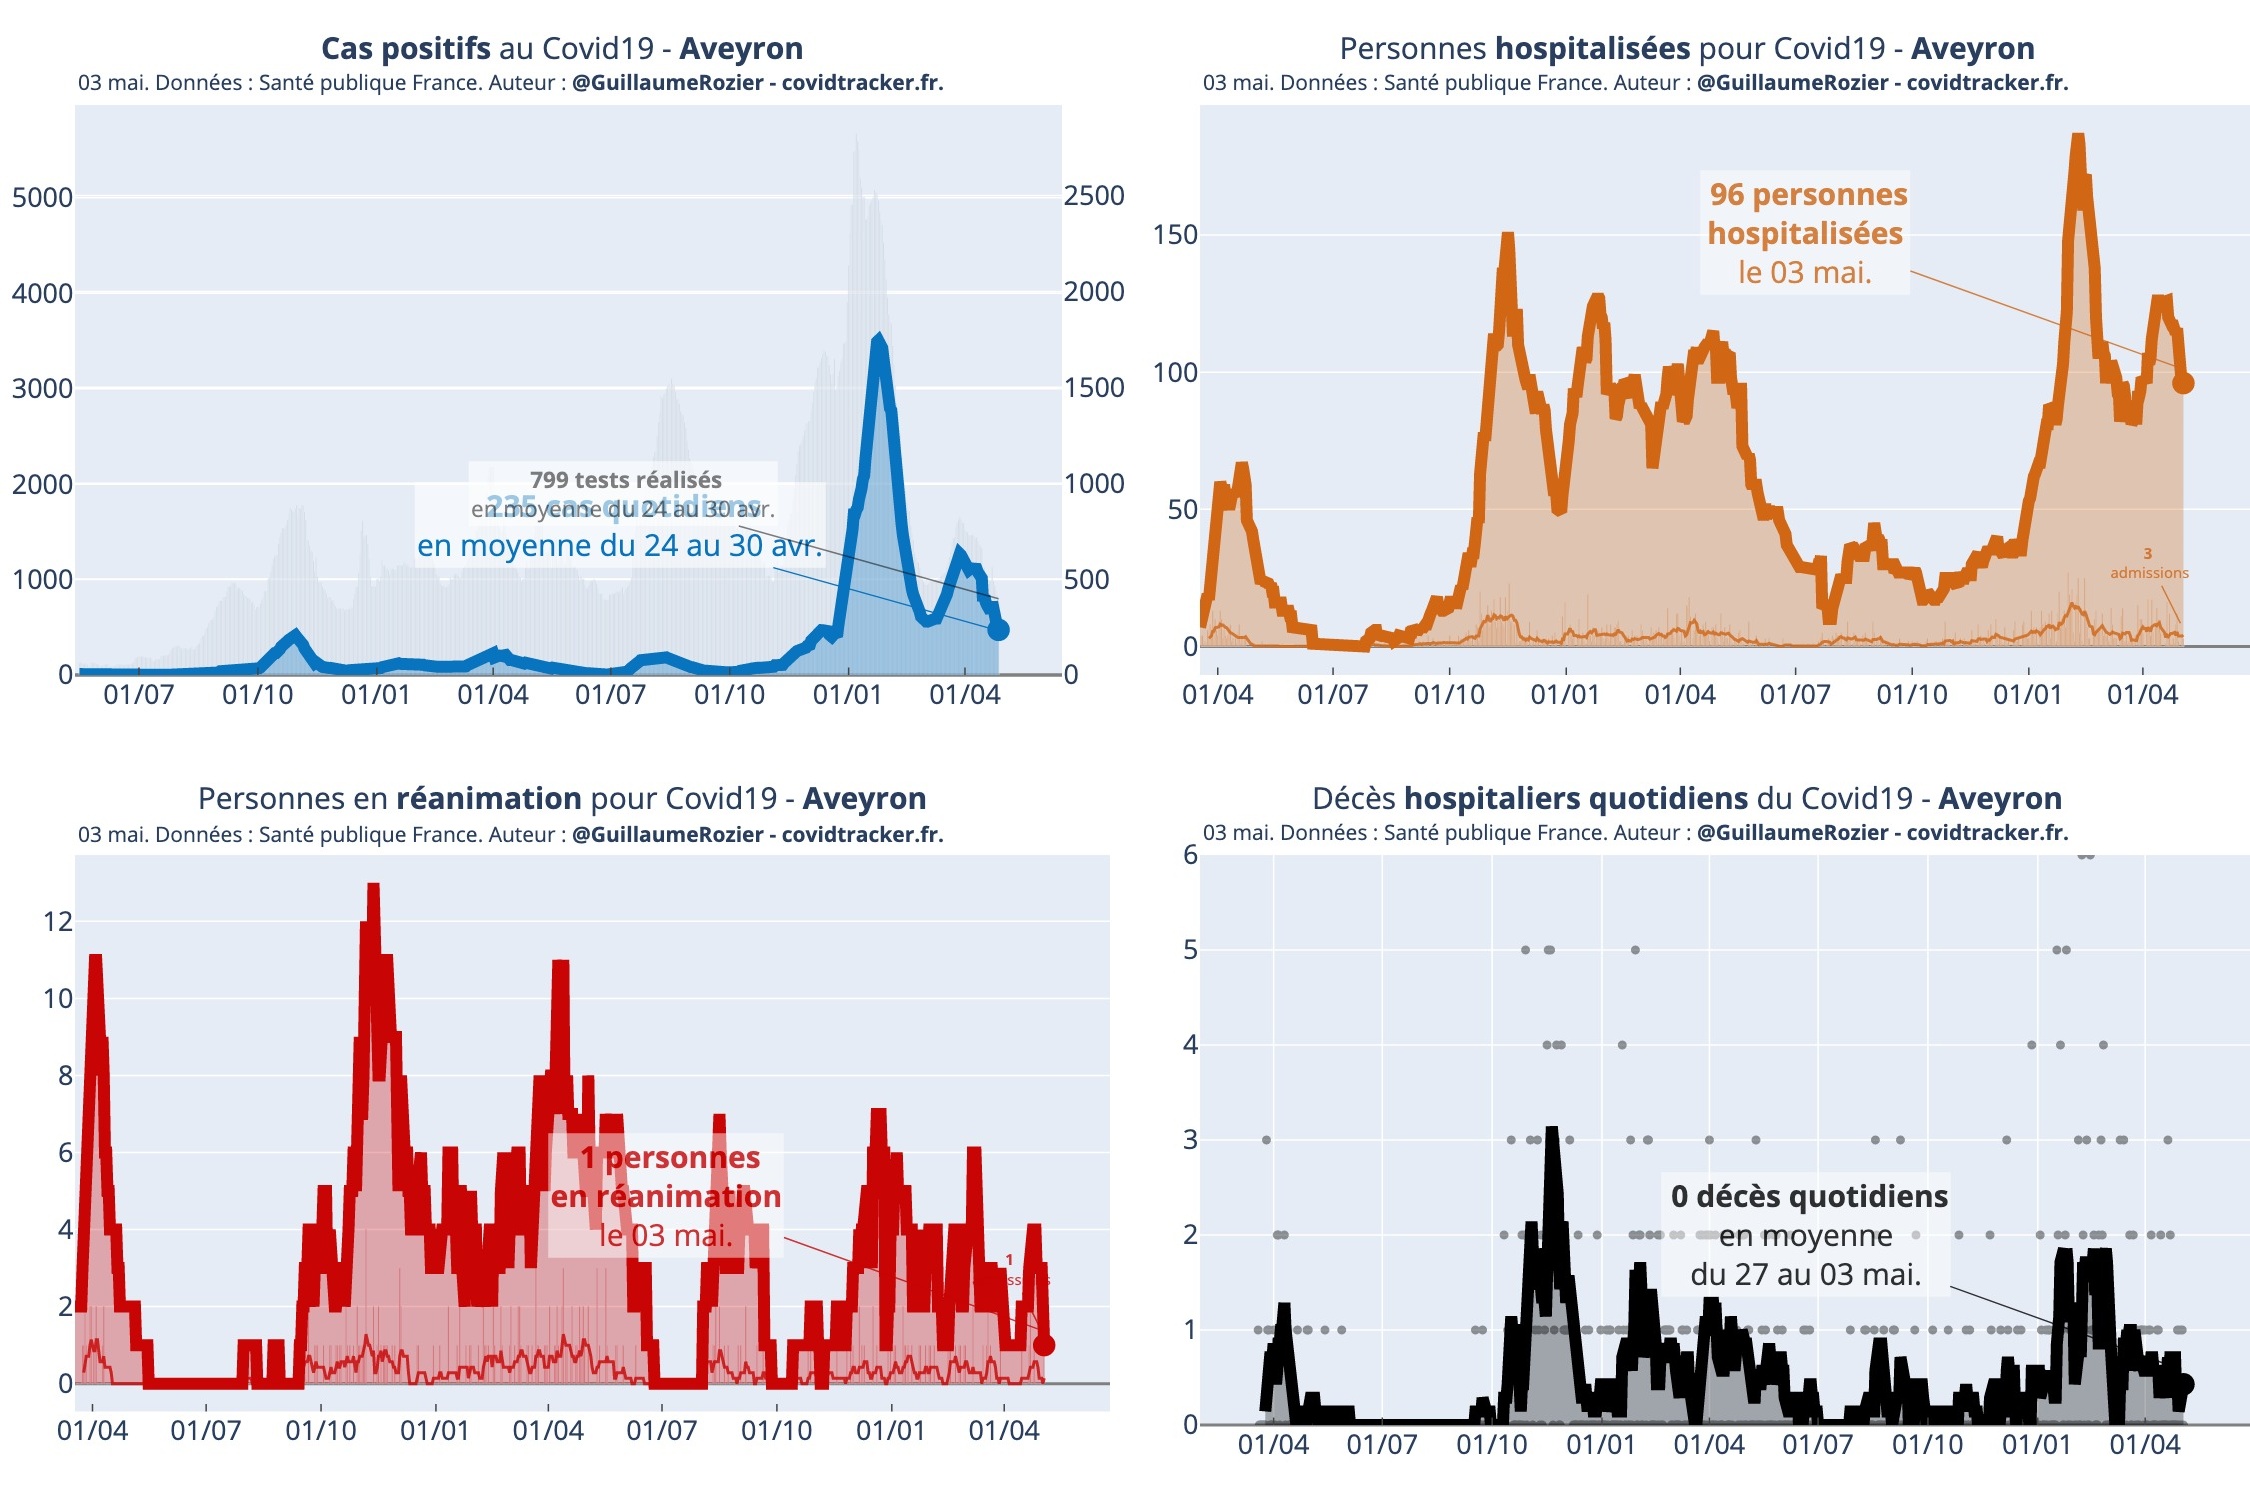 Cas positifs au Covid19 - Aveyron
03 mai. Données : Santé publique France. Auteur : @GuillaumeRozier - covidtracker.fr.
5000
4000
3000
2000
1000
0
2500
2000
1500
1000
500
0
799 tests réalisés
en moyenne du 24 au 30 avr.
235 cas quotidiens
en moyenne du 24 au 30 avr.
01/07 01/10 01/01 01/04 01/07 01/10 01/01 01/04
Personnes hospitalisées pour Covid19 - Aveyron
03 mai. Données : Santé publique France. Auteur : @GuillaumeRozier - covidtracker.fr.
150
100
50
0
96 personnes
hospitalisées
le 03 mai.
3
admissions
01/04 01/07 01/10 01/01 01/04 01/07 01/10 01/01 01/04
Personnes en réanimation pour Covid19 - Aveyron
03 mai. Données : Santé publique France. Auteur : @GuillaumeRozier - covidtracker.fr.
12
10
8
6
4
2
0
1 personnes
en réanimation
le 03 mai.
1
01/04 01/07 01/10 01/01 01/04 01/07 01/10 01/01 01/04
Décès hospitaliers quotidiens du Covid19 - Aveyron
03 mai. Données : Santé publique France. Auteur : @GuillaumeRozier - covidtracker.fr.
6
5
4
3
2
1
0
0 décès quotidiens
en moyenne
du 27 au 03 mai.
01/04 01/07 01/10 01/01 01/04 01/07 01/10 01/01 01/04